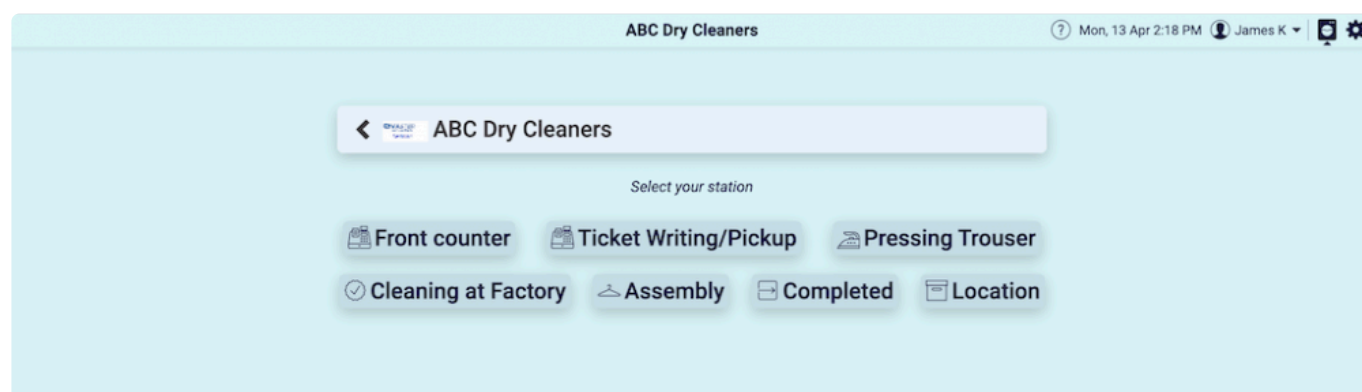 ABC Dry Cleaners
Mon, 13 Apr 2:18 PM James K
ABC Dry Cleaners
Select your station
Front counter Ticket Writing/Pickup Pressing Trouser
Cleaning at Factory Assembly Completed Location